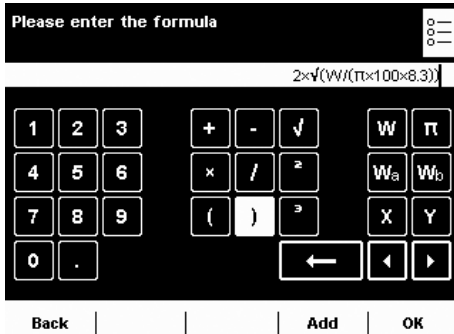 Please enter the formula
2×√(W/(π×100×8.3))
1 2 3 + - √ W π
4 5 6 × / ² Wa Wb
7 8 9 ( ) ³ X Y
0 . ← ◂ ▸
Back Add OK